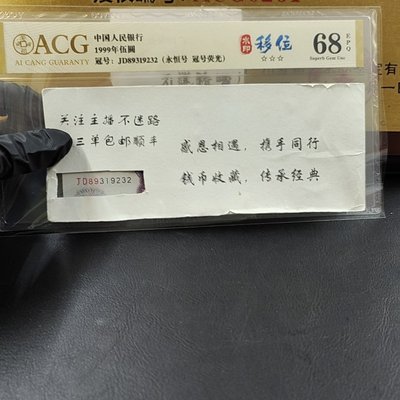 ACG
AI CANG GUARANTY
中国人民银行
1999年伍圆
冠号: JD89319232 (永恒号 冠号荧光)
水印
移位
☆☆☆
68
EPQ
Superb Gem Unc
关注主播不迷路
三单包邮顺丰
感恩相遇，携手同行
钱币收藏，传承经典
JD89319232